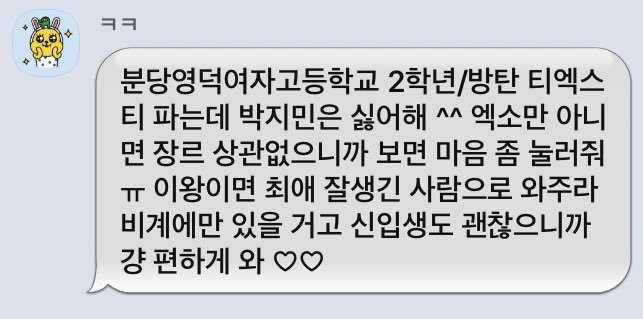 ㅋㅋ
분당영덕여자고등학교 2학년/방탄 티엑스
티 파는데 박지민은 싫어해 ^^ 엑소만 아니
면 장르 상관없으니까 보면 마음 좀 눌러줘
ㅠ 이왕이면 최애 잘생긴 사람으로 와주라
비계에만 있을 거고 신입생도 괜찮으니까
걍 편하게 와 ♡♡